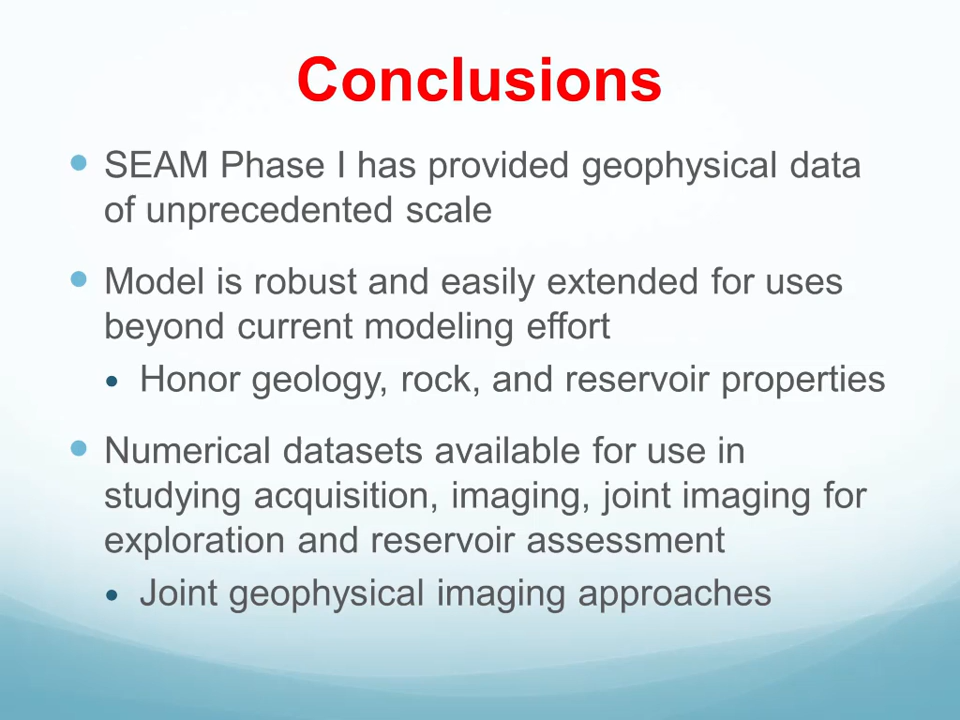 Conclusions
SEAM Phase I has provided geophysical data
of unprecedented scale
Model is robust and easily extended for uses
beyond current modeling effort
Honor geology, rock, and reservoir properties
Numerical datasets available for use in
studying acquisition, imaging, joint imaging for
exploration and reservoir assessment
Joint geophysical imaging approaches